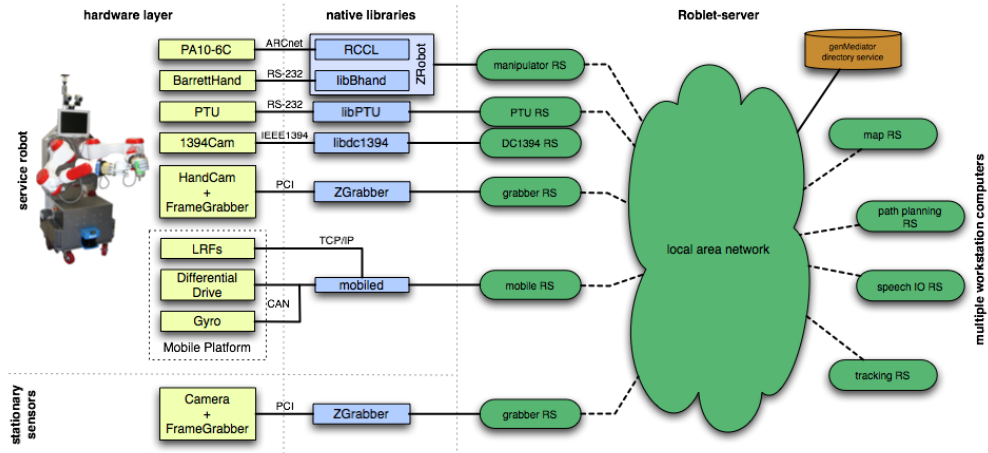 hardware layer
native libraries
Roblet-server
service robot
PA10-6C
ARCnet
RCCL
BarrettHand
RS-232
libBhand
ZRobot
manipulator RS
PTU
RS-232
libPTU
PTU RS
1394Cam
IEEE1394
libdc1394
DC1394 RS
HandCam
+
FrameGrabber
PCI
ZGrabber
grabber RS
LRFs
TCP/IP
Differential
Drive
CAN
mobiled
mobile RS
Gyro
Mobile Platform
stationary
sensors
Camera
+
FrameGrabber
PCI
ZGrabber
grabber RS
local area network
genMediator
directory service
map RS
path planning
RS
speech IO RS
tracking RS
multiple workstation computers